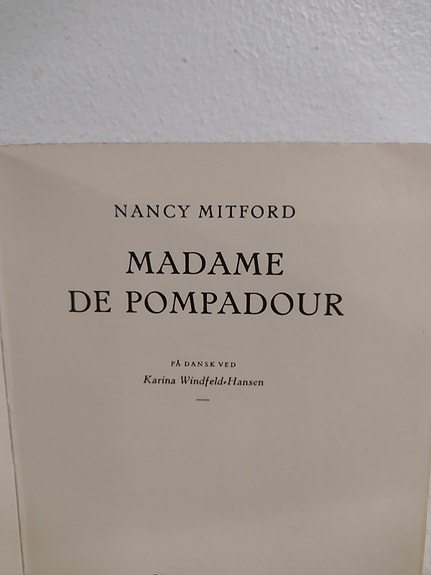 NANCY MITFORD
MADAME
DE POMPADOUR
PÅ DANSK VED
Karina Windfeld-Hansen